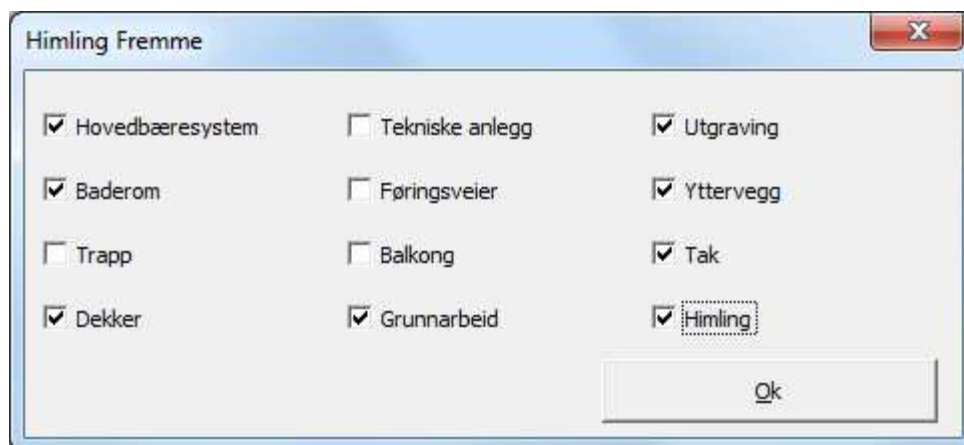 Himling Fremme
Hovedbæresystem Tekniske anlegg Utgraving
Baderom Føringsveier Yttervegg
Trapp Balkong Tak
Dekker Grunnarbeid Himling
Ok